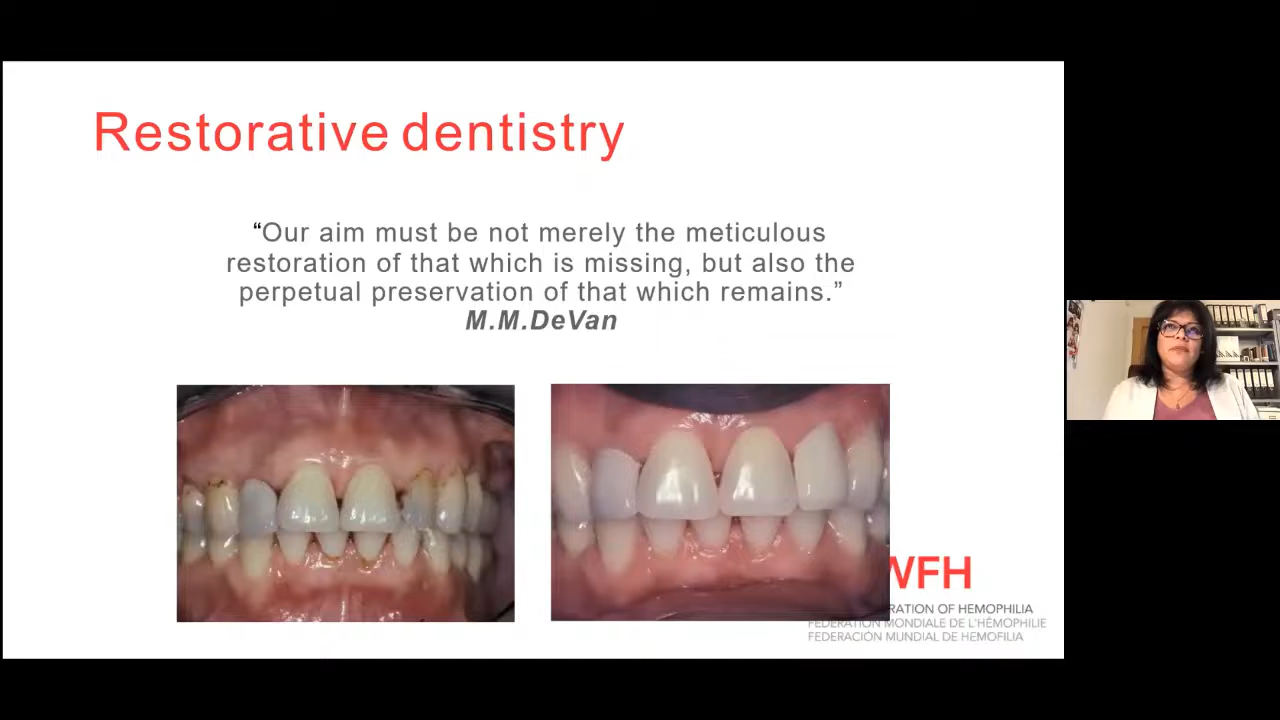 Restorative dentistry
“Our aim must be not merely the meticulous
restoration of that which is missing, but also the
perpetual preservation of that which remains.”
M.M.DeVan
WFH
RATION OF HEMOPHILIA
FÉDÉRATION MONDIALE DE L'HÉMOPHILIE
FEDERACIÓN MUNDIAL DE HEMOFILIA